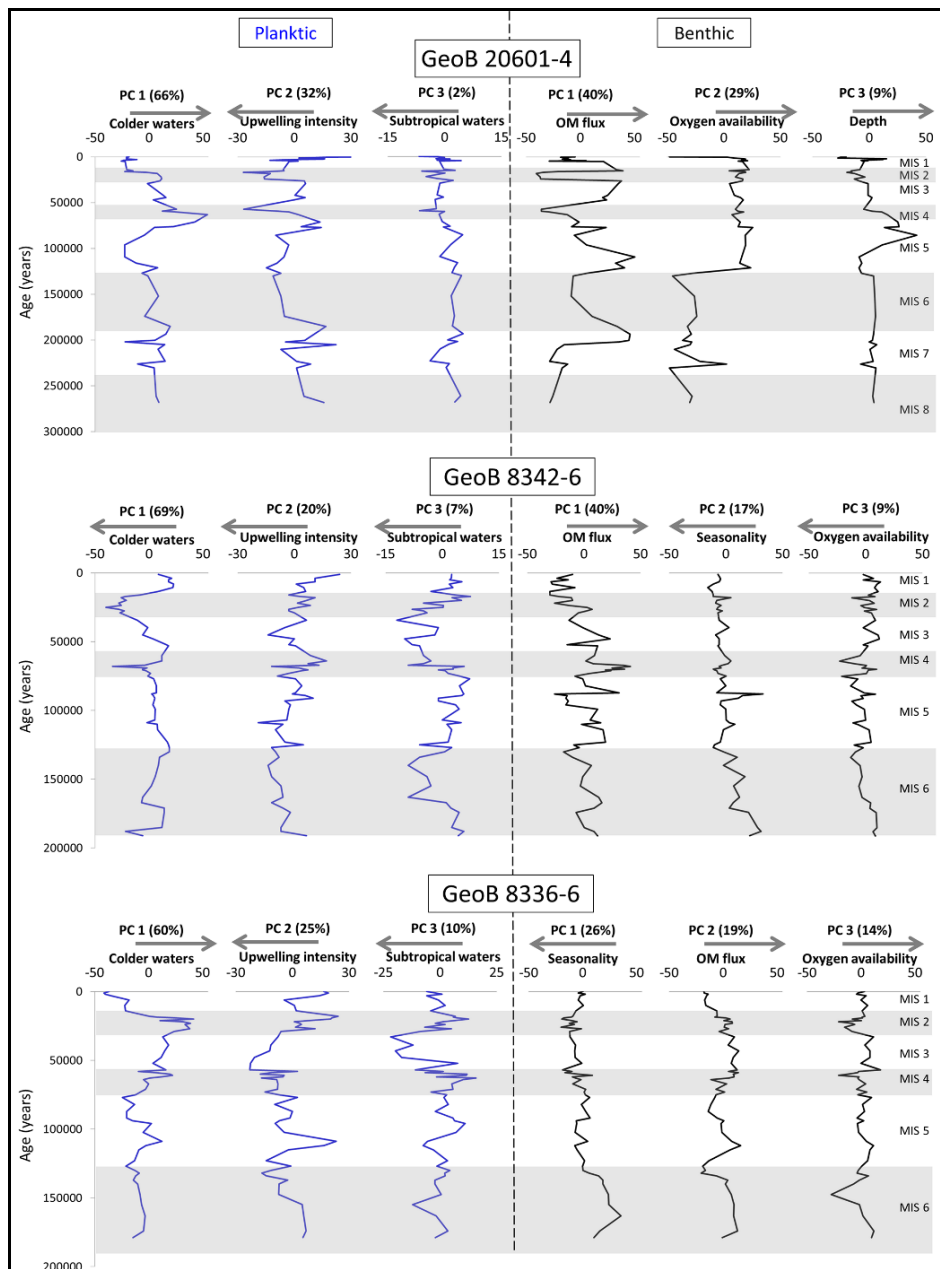 Planktic Benthic
GeoB 20601-4
PC 1 (66%) PC 2 (32%) PC 3 (2%) PC 1 (40%) PC 2 (29%) PC 3 (9%)
Colder waters Upwelling intensity Subtropical waters OM flux Oxygen availability Depth
-50 0 50 -30 0 30 -15 0 15 -50 0 50 -50 0 50 -50 0 50
0 MIS 1
MIS 2
50000 MIS 3
MIS 4
100000 MIS 5
Age (years)
150000 MIS 6
200000 MIS 7
250000 MIS 8
300000
GeoB 8342-6
PC 1 (69%) PC 2 (20%) PC 3 (7%) PC 1 (40%) PC 2 (17%) PC 3 (9%)
Colder waters Upwelling intensity Subtropical waters OM flux Seasonality Oxygen availability
-50 0 50 -30 0 30 -15 0 15 -50 0 50 -50 0 50 -50 0 50
0 MIS 1
MIS 2
50000 MIS 3
MIS 4
100000 MIS 5
Age (years)
150000 MIS 6
200000
GeoB 8336-6
PC 1 (60%) PC 2 (25%) PC 3 (10%) PC 1 (26%) PC 2 (19%) PC 3 (14%)
Colder waters Upwelling intensity Subtropical waters Seasonality OM flux Oxygen availability
-50 0 50 -30 0 30 -25 0 25 -50 0 50 -50 0 50 -50 0 50
0 MIS 1
MIS 2
50000 MIS 3
MIS 4
100000 MIS 5
Age (years)
150000 MIS 6
200000